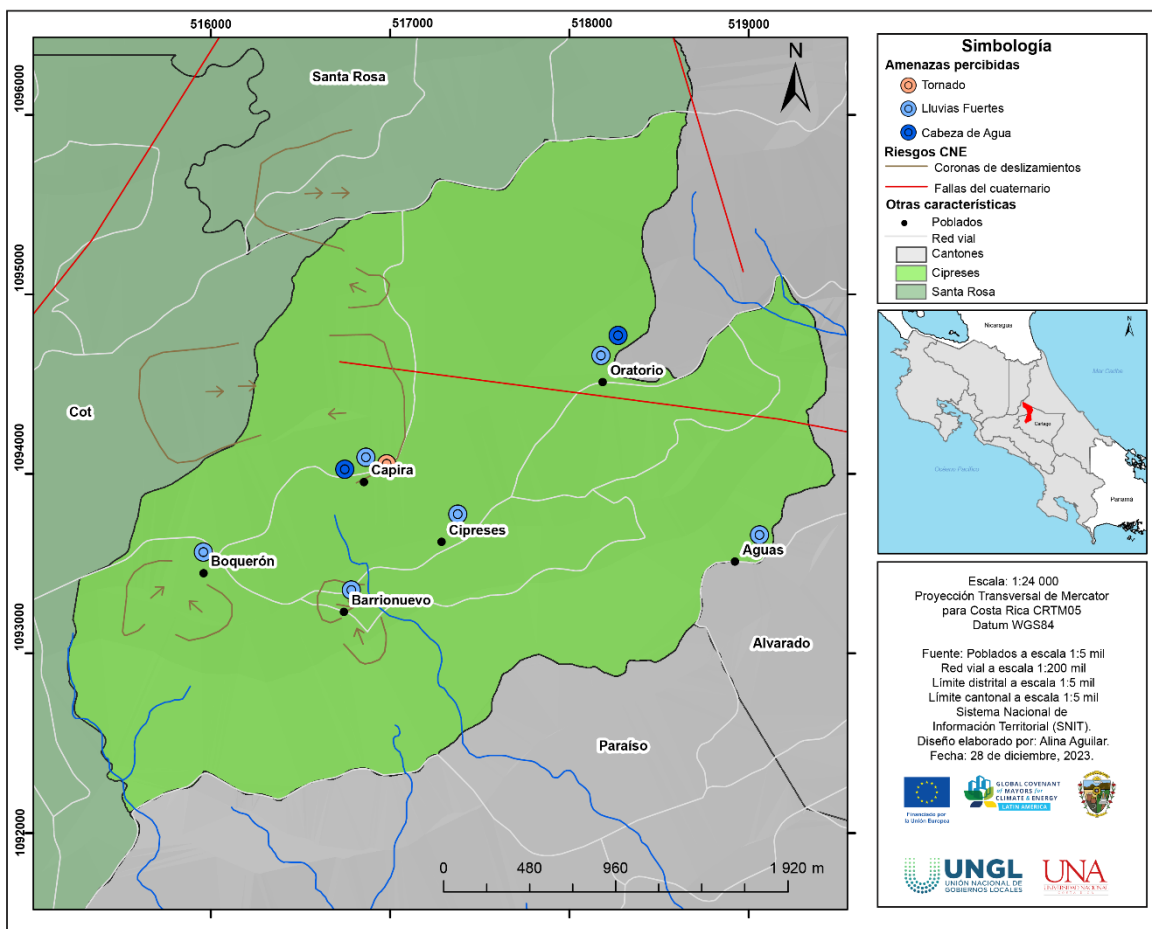 516000
517000
518000
519000
1096000
1095000
1094000
1093000
1092000
N
Santa Rosa
Cot
Oratorio
Capira
Cipreses
Boquerón
Aguas
Barrionuevo
Alvarado
Paraíso
0 480 960 1 920 m
Simbología
Amenazas percibidas
Tornado
Lluvias Fuertes
Cabeza de Agua
Riesgos CNE
Coronas de deslizamientos
Fallas del cuaternario
Otras características
Poblados
Red vial
Cantones
Cipreses
Santa Rosa
N
Nicaragua
Mar Caribe
Cartago
Océano Pacífico
Panamá
Escala: 1:24 000
Proyección Transversal de Mercator
para Costa Rica CRTM05
Datum WGS84
Fuente: Poblados a escala 1:5 mil
Red vial a escala 1:200 mil
Límite distrital a escala 1:5 mil
Límite cantonal a escala 1:5 mil
Sistema Nacional de
Información Territorial (SNIT).
Diseño elaborado por: Alina Aguilar.
Fecha: 28 de diciembre, 2023.
Financiado por
la Unión Europea
GLOBAL COVENANT
of MAYORS for
CLIMATE & ENERGY
LATIN AMERICA
UNGL
UNIÓN NACIONAL DE
GOBIERNOS LOCALES
UNA
UNIVERSIDAD NACIONAL